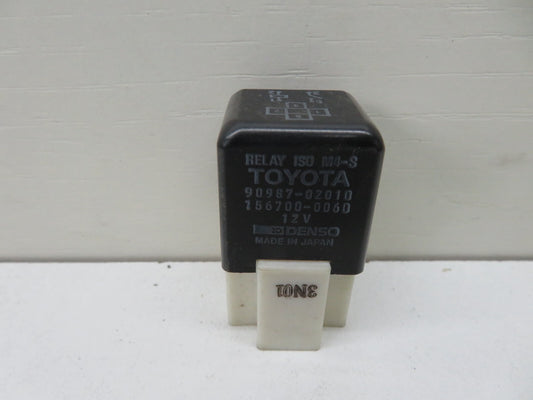 RELAY ISO M4-S
TOYOTA
90987-02010
156700-0060
12V
DENSO
MADE IN JAPAN
3N01